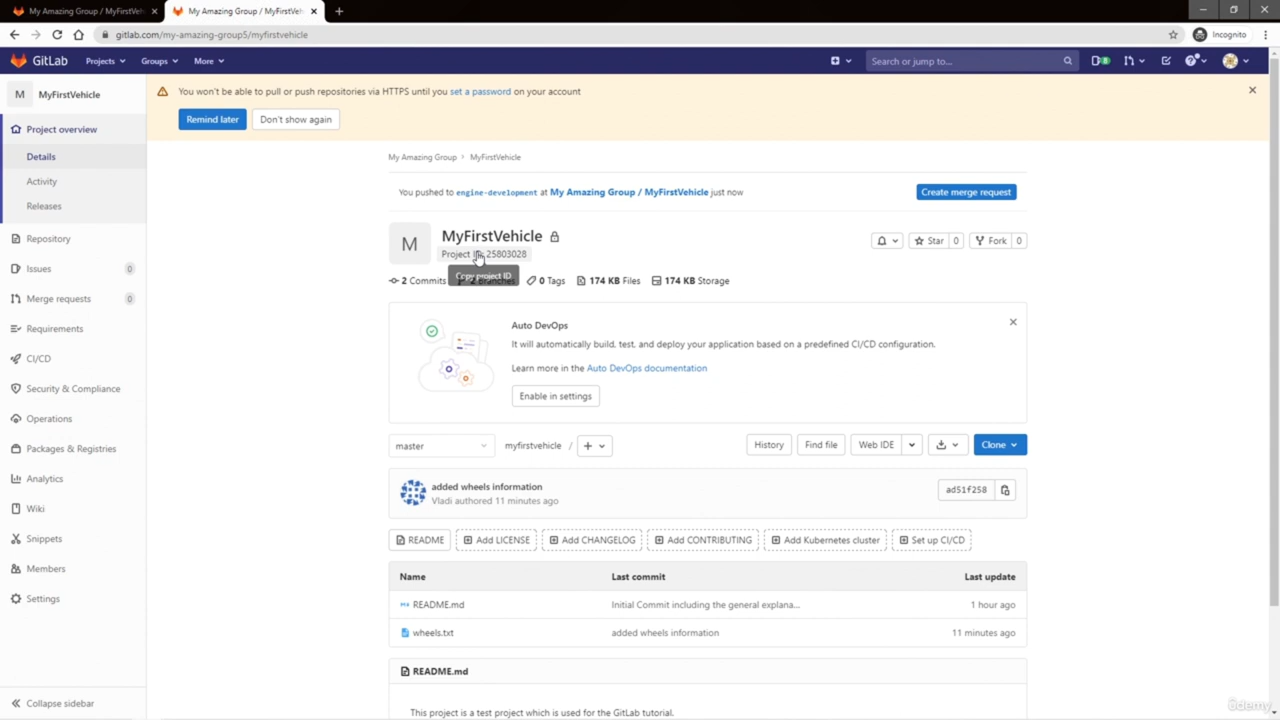 My Amazing Group / MyFirstVeh
My Amazing Group / MyFirstVeh
gitlab.com/my-amazing-group5/myfirstvehicle
Incognito
GitLab
Projects
Groups
More
Search or jump to...
8
M
MyFirstVehicle
You won't be able to pull or push repositories via HTTPS until you set a password on your account
Remind later
Don't show again
Project overview
Details
Activity
Releases
Repository
Issues
0
Merge requests
0
Requirements
CI/CD
Security & Compliance
Operations
Packages & Registries
Analytics
Wiki
Snippets
Members
Settings
Collapse sidebar
My Amazing Group > MyFirstVehicle
You pushed to engine-development at My Amazing Group / MyFirstVehicle just now
Create merge request
M
MyFirstVehicle
Project ID: 25803028
Copy project ID
Star 0
Fork 0
2 Commits
2 Branches
0 Tags
174 KB Files
174 KB Storage
Auto DevOps
It will automatically build, test, and deploy your application based on a predefined CI/CD configuration.
Learn more in the Auto DevOps documentation
Enable in settings
master
myfirstvehicle /
History
Find file
Web IDE
Clone
added wheels information
Vladi authored 11 minutes ago
ad51f258
README
Add LICENSE
Add CHANGELOG
Add CONTRIBUTING
Add Kubernetes cluster
Set up CI/CD
Name Last commit Last update
README.md Initial Commit including the general explana... 1 hour ago
wheels.txt added wheels information 11 minutes ago
README.md
This project is a test project which is used for the GitLab tutorial.
ûdemy